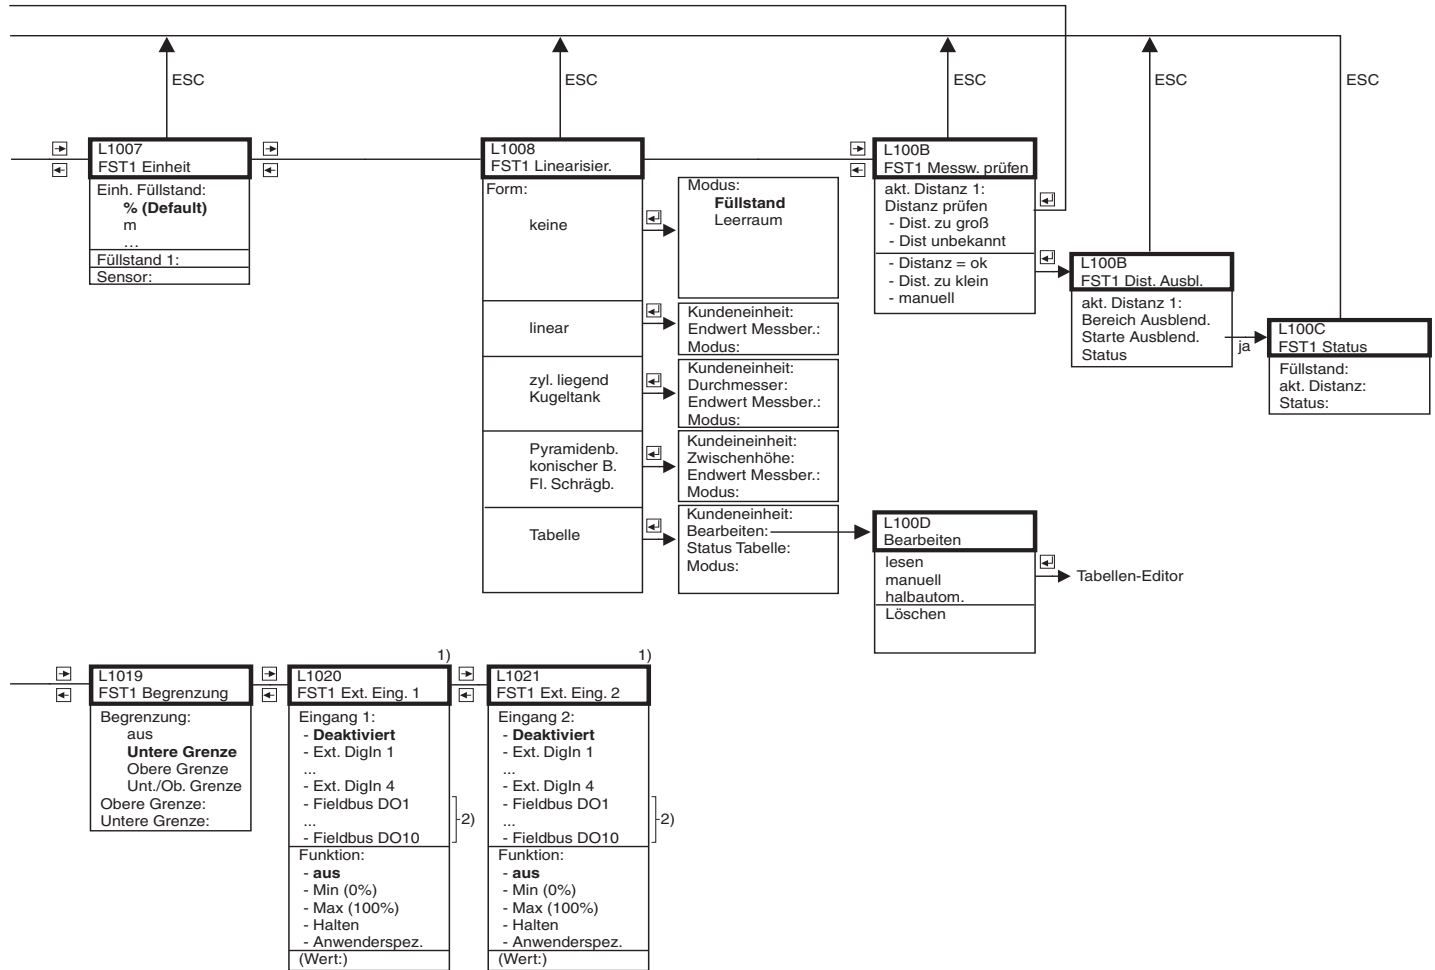 ESC
ESC
ESC
ESC
ESC
L1007
FST1 Einheit
Einh. Füllstand:
% (Default)
m
...
Füllstand 1:
Sensor:
L1008
FST1 Linearisier.
Form:
keine
linear
zyl. liegend
Kugeltank
Pyramidenb.
konischer B.
Fl. Schrägb.
Tabelle
Modus:
Füllstand
Leerraum
Kundeneinheit:
Endwert Messber.:
Modus:
Kundeneinheit:
Durchmesser:
Endwert Messber.:
Modus:
Kundeineinheit:
Zwischenhöhe:
Endwert Messber.:
Modus:
Kundeneinheit:
Bearbeiten:
Status Tabelle:
Modus:
L100B
FST1 Messw. prüfen
akt. Distanz 1:
Distanz prüfen
- Dist. zu groß
- Dist unbekannt
- Distanz = ok
- Dist. zu klein
- manuell
L100B
FST1 Dist. Ausbl.
akt. Distanz 1:
Bereich Ausblend.
Starte Ausblend.
Status
ja
L100C
FST1 Status
Füllstand:
akt. Distanz:
Status:
L100D
Bearbeiten
lesen
manuell
halbautom.
Löschen
Tabellen-Editor
L1019
FST1 Begrenzung
Begrenzung:
aus
Untere Grenze
Obere Grenze
Unt./Ob. Grenze
Obere Grenze:
Untere Grenze:
1)
L1020
FST1 Ext. Eing. 1
Eingang 1:
- Deaktiviert
- Ext. DigIn 1
...
- Ext. DigIn 4
- Fieldbus DO1
...
- Fieldbus DO10
2)
Funktion:
- aus
- Min (0%)
- Max (100%)
- Halten
- Anwenderspez.
(Wert:)
1)
L1021
FST1 Ext. Eing. 2
Eingang 2:
- Deaktiviert
- Ext. DigIn 1
...
- Ext. DigIn 4
- Fieldbus DO1
...
- Fieldbus DO10
2)
Funktion:
- aus
- Min (0%)
- Max (100%)
- Halten
- Anwenderspez.
(Wert:)